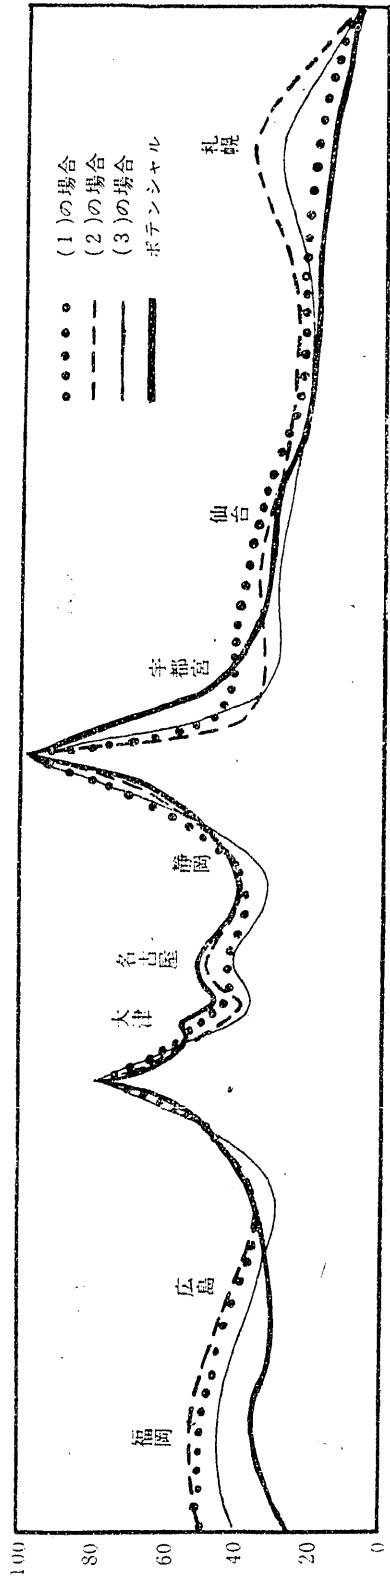 (1)の場合
(2)の場合
(3)の場合
ポテンシャル
100
80
60
40
20
0
福岡
広島
大津
名古屋
静岡
宇都宮
仙台
札幌